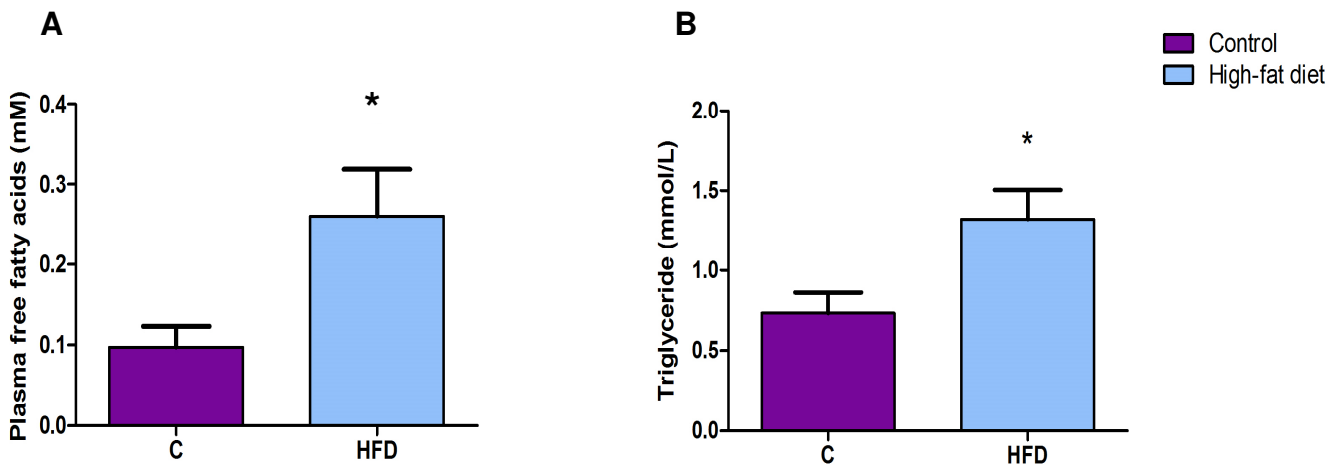 A
B
Control
High-fat diet
Plasma free fatty acids (mM)
0.4
0.3
0.2
0.1
0.0
*
C
HFD
Triglyceride (mmol/L)
2.0
1.5
1.0
0.5
0.0
*
C
HFD